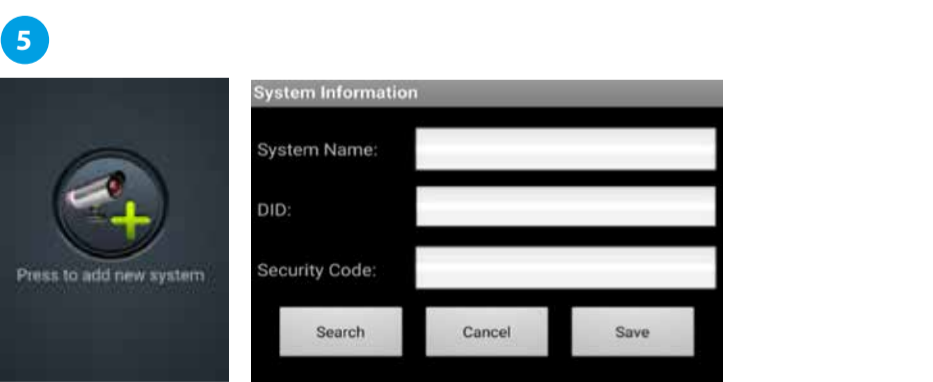 5
System Information
System Name:
DID:
Press to add new system
Security Code:
Search Cancel Save